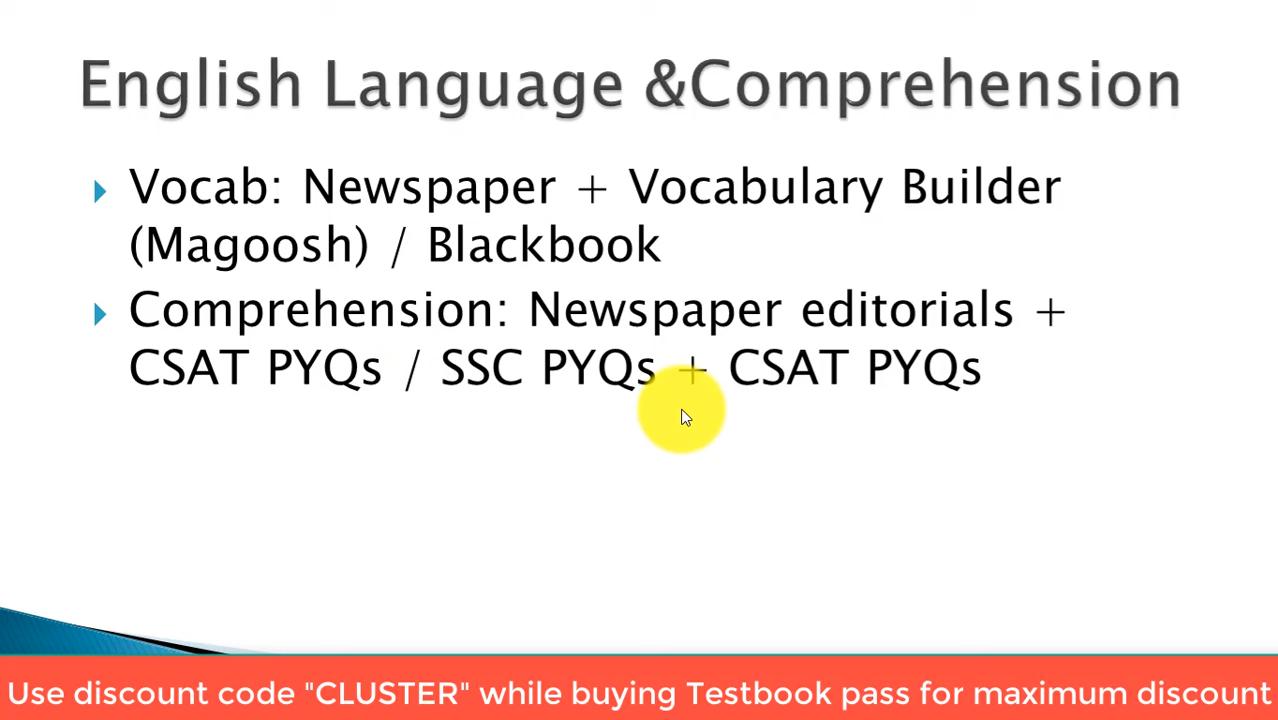 English Language &Comprehension
Vocab: Newspaper + Vocabulary Builder
(Magoosh) / Blackbook
Comprehension: Newspaper editorials +
CSAT PYQs / SSC PYQs + CSAT PYQs
Use discount code "CLUSTER" while buying Testbook pass for maximum discount